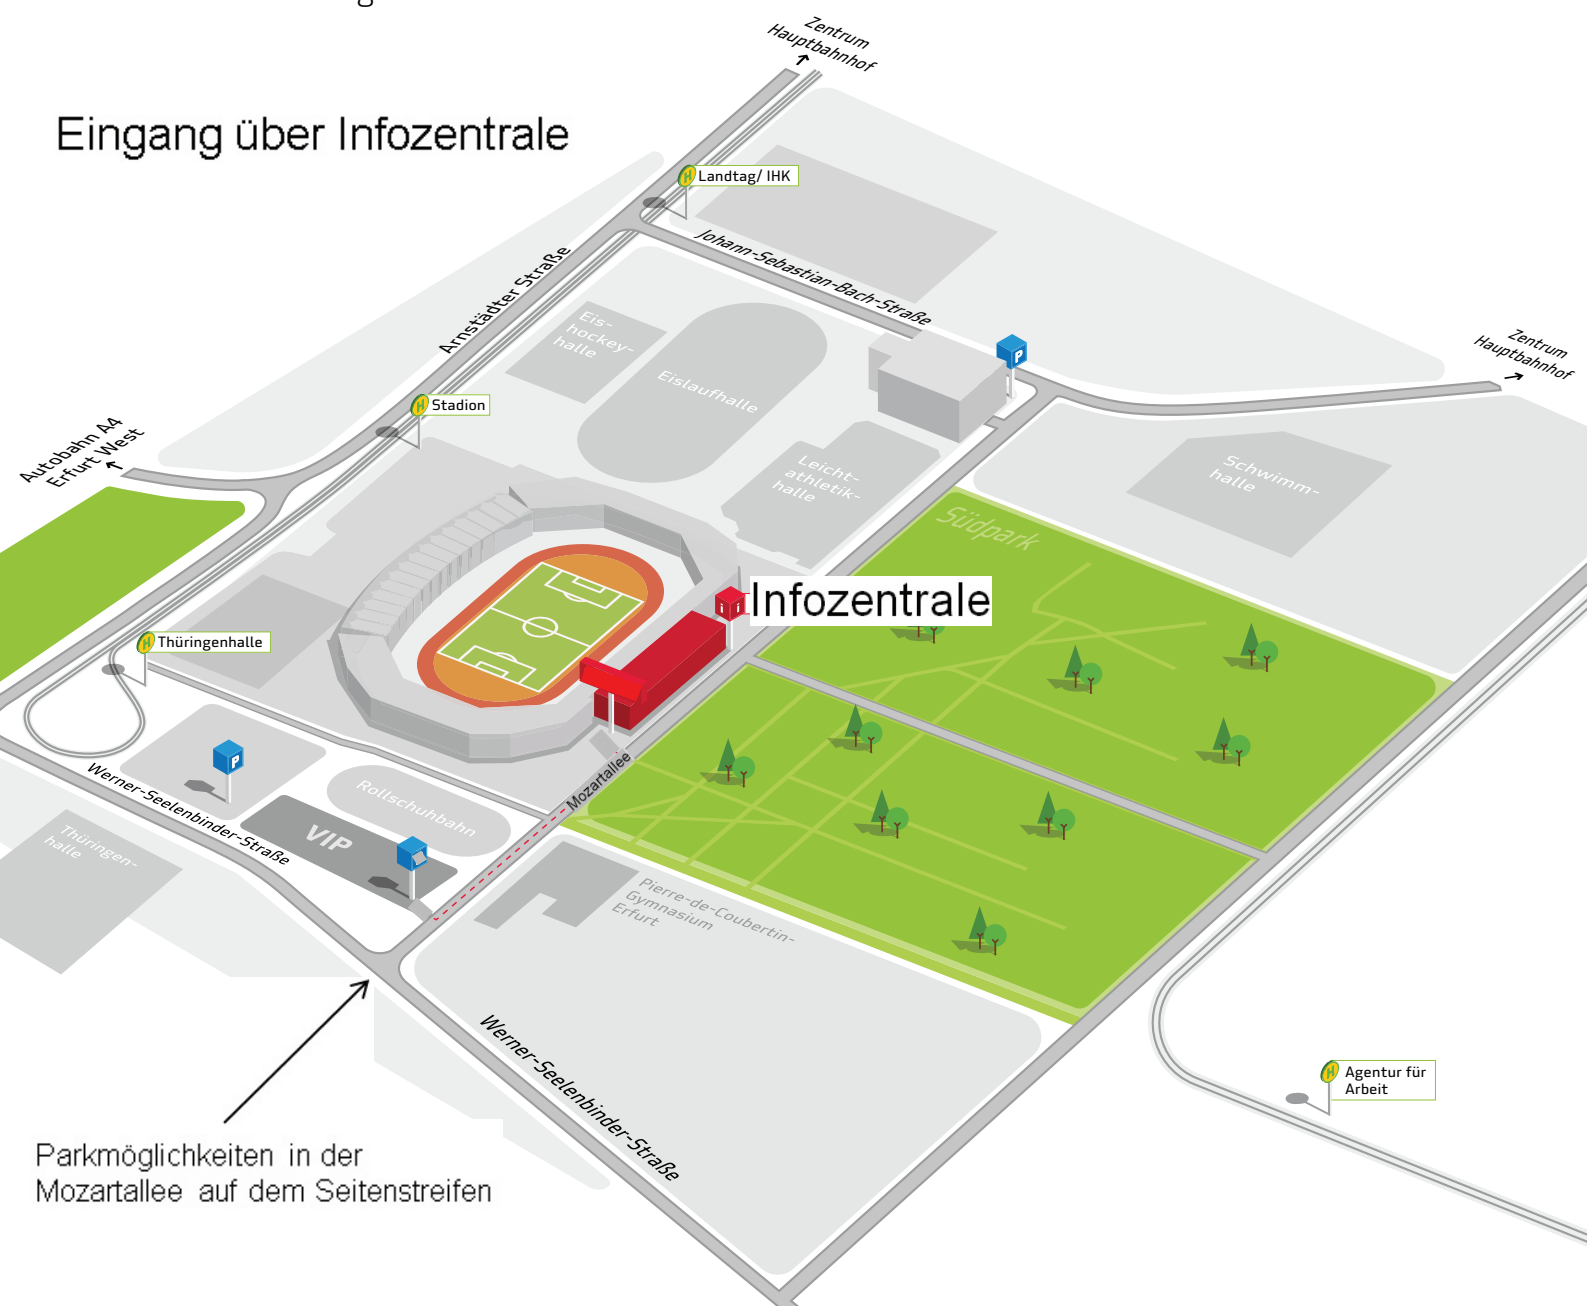 Zentrum
Hauptbahnhof
Eingang über Infozentrale
H Landtag/ IHK
Johann-Sebastian-Bach-Straße
Arnstädter Straße
Eis-
hockey-
halle
Eislaufhalle
P
Zentrum
Hauptbahnhof
H Stadion
Autobahn A4
Erfurt West
Leicht-
athletik-
halle
Schwimm-
halle
Südpark
i i Infozentrale
H Thüringenhalle
P
Mozartallee
Werner-Seelenbinder-Straße
Rollschuhbahn
VIP
Thüringen-
halle
Pierre-de-Coubertin-
Gymnasium
Erfurt
Werner-Seelenbinder-Straße
H Agentur für
Arbeit
Parkmöglichkeiten in der
Mozartallee auf dem Seitenstreifen